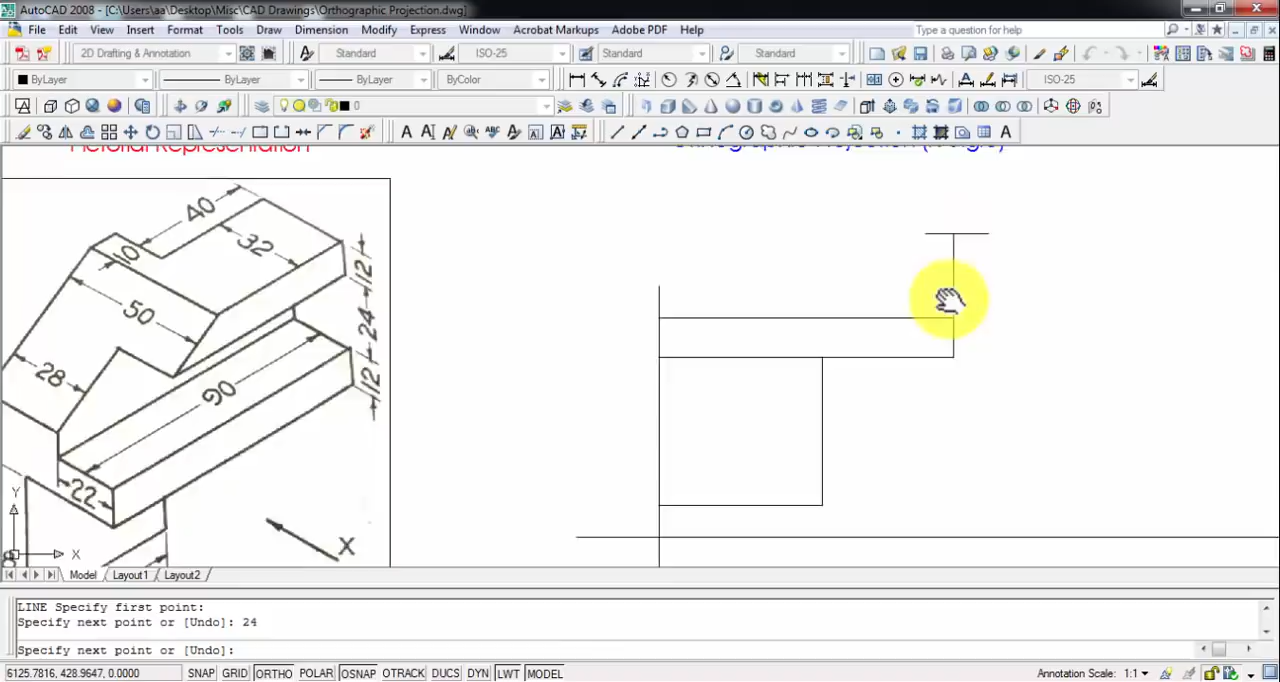 AutoCAD 2008 - [C:\Users\aa\Desktop\Misc\CAD Drawings\Orthographic Projection.dwg]
File Edit View Insert Format Tools Draw Dimension Modify Express Window Acrobat Markups Adobe PDF Help Type a question for help
2D Drafting & Annotation Standard ISO-25 Standard Standard
ByLayer ByLayer ByLayer ByColor ISO-25
0
Pictorial Representation
Orthographic Projection
40
32
10
12
50
24
28
90
12
22
X
Y
X
Model Layout1 Layout2
LINE Specify first point:
Specify next point or [Undo]: 24
Specify next point or [Undo]:
6125.7816, 428.9647, 0.0000 SNAP GRID ORTHO POLAR OSNAP OTRACK DUCS DYN LWT MODEL Annotation Scale: 1:1